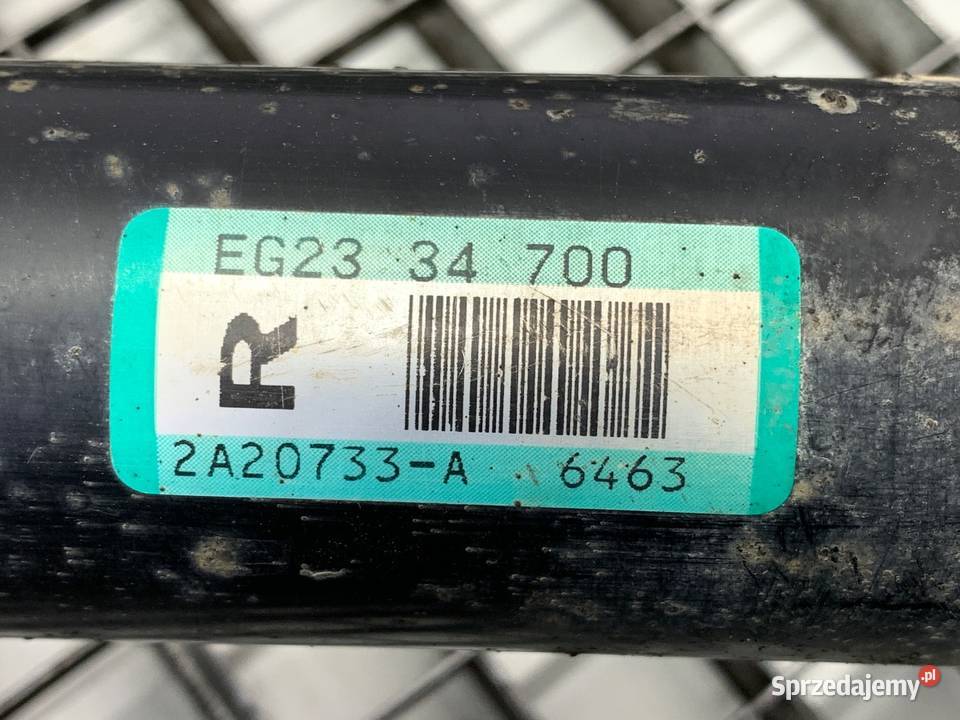 EG23 34 700
R
2A20733-A 6463
Sprzedajemy.pl